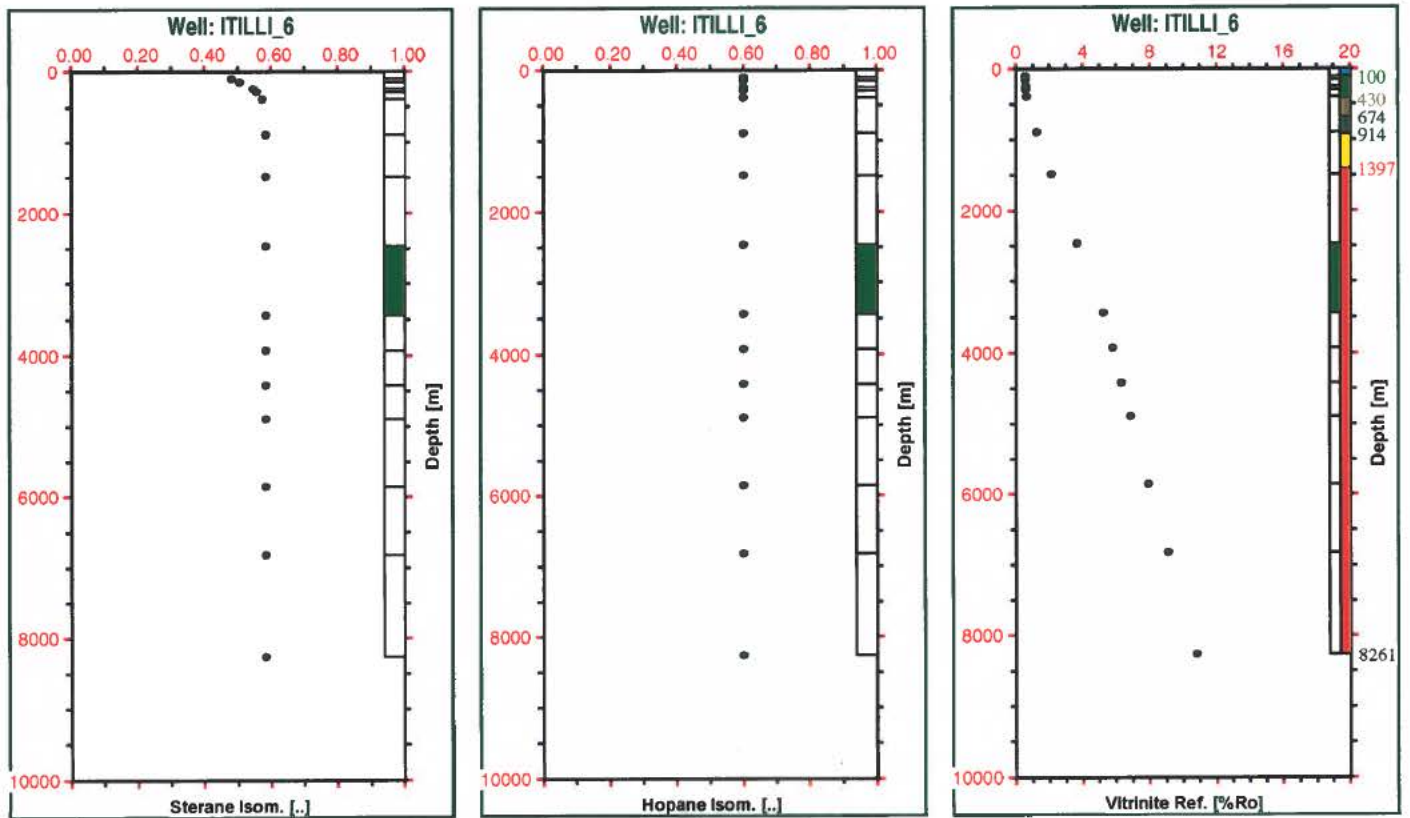 Well: ITILLI_6
0.00 0.20 0.40 0.60 0.80 1.00
0
2000
4000
6000
8000
10000
Depth [m]
Sterane Isom. [..]
Well: ITILLI_6
0.00 0.20 0.40 0.60 0.80 1.00
0
2000
4000
6000
8000
10000
Depth [m]
Hopane Isom. [..]
Well: ITILLI_6
0 4 8 12 16 20
0
2000
4000
6000
8000
10000
100
430
674
914
1397
8261
Depth [m]
Vitrinite Ref. [%Ro]